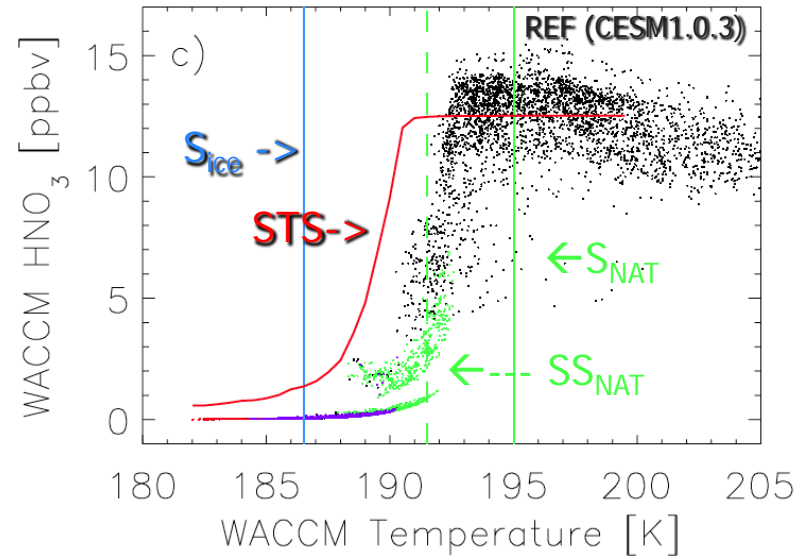 REF (CESM1.0.3)
c)
15
10
5
0
WACCM HNO3 [ppbv]
Sice ->
STS->
←SNAT
←---- SSNAT
180 185 190 195 200 205
WACCM Temperature [K]